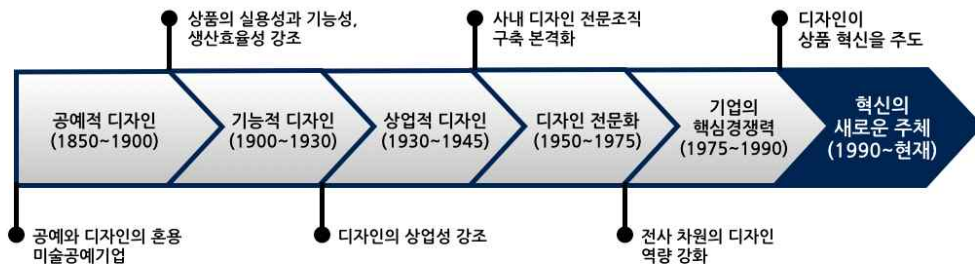 상품의 실용성과 기능성,
생산효율성 강조
사내 디자인 전문조직
구축 본격화
디자인이
상품 혁신을 주도
공예적 디자인
(1850~1900)
기능적 디자인
(1900~1930)
상업적 디자인
(1930~1945)
디자인 전문화
(1950~1975)
기업의
핵심경쟁력
(1975~1990)
혁신의
새로운 주체
(1990~현재)
공예와 디자인의 혼용
미술공예기업
디자인의 상업성 강조
전사 차원의 디자인
역량 강화